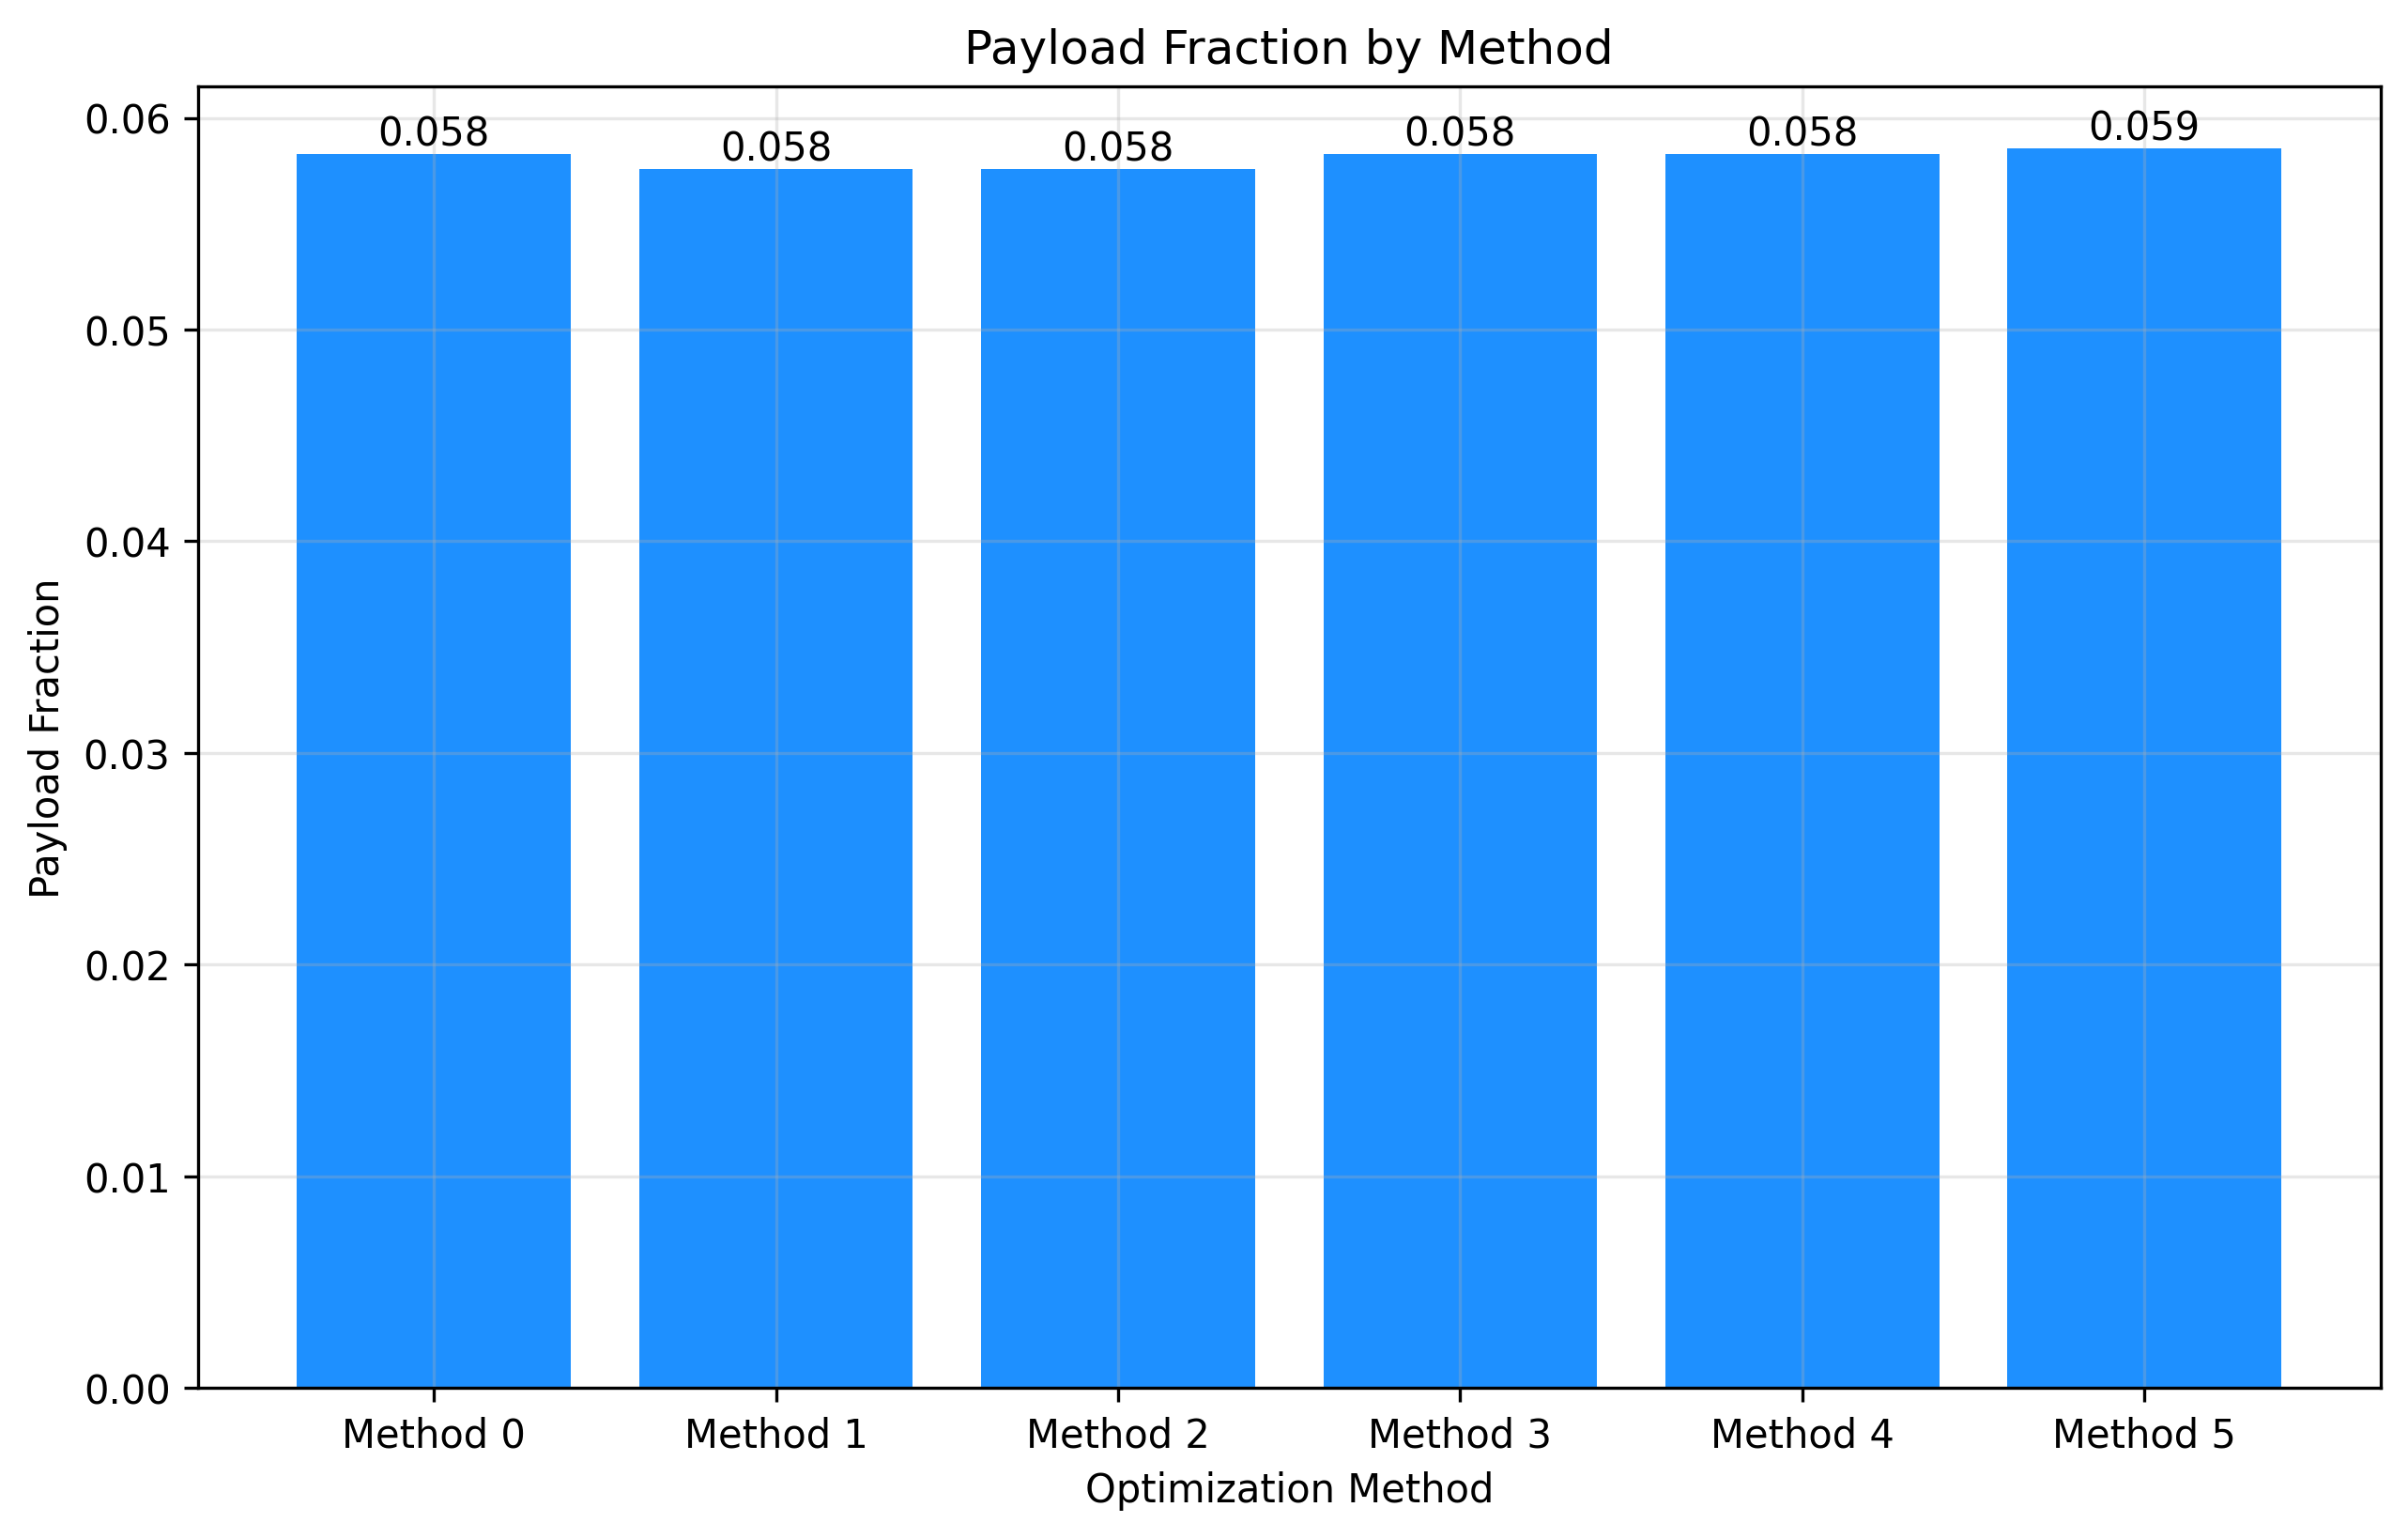 Payload Fraction by Method
Payload Fraction
0.06
0.05
0.04
0.03
0.02
0.01
0.00
0.058
0.058
0.058
0.058
0.058
0.059
Method 0
Method 1
Method 2
Method 3
Method 4
Method 5
Optimization Method